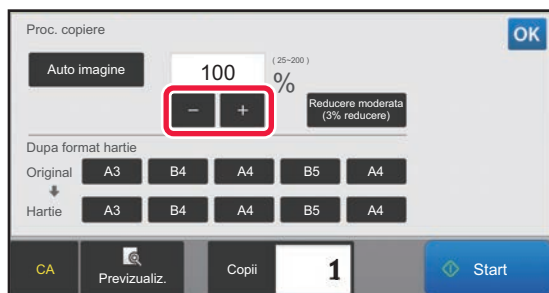 Proc. copiere
OK
Auto imagine
100
(25~200)
%
− +
Reducere moderata
(3% reducere)
Dupa format hartie
Original A3 B4 A4 B5 A4
Hartie A3 B4 A4 B5 A4
CA
Previzualiz.
Copii
1
Start